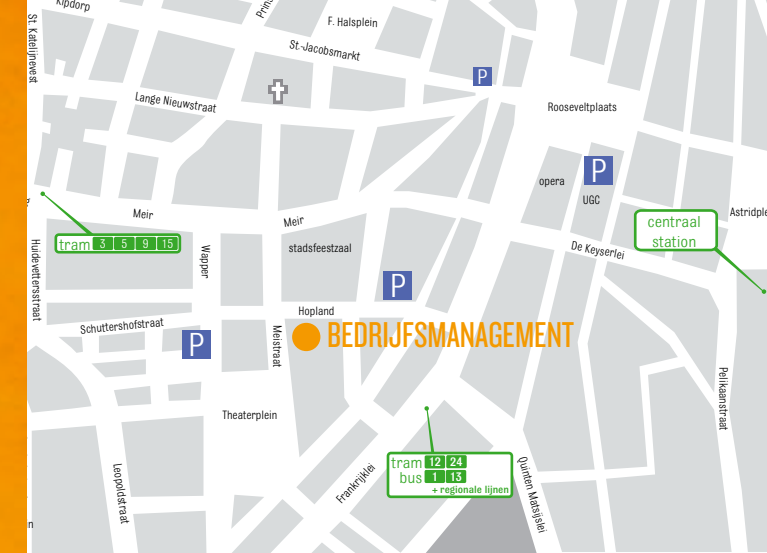 Kipdorp
F. Halsplein
St. Katelijnevest
St.-Jacobsmarkt
P
Lange Nieuwstraat
Rooseveltplaats
P
opera
UGC
Meir
Meir
centraal
station
Astridple
tram 3 5 9 15
stadsfeestzaal
De Keyserlei
Huidevettersstraat
Wapper
P
Hopland
Schuttershofstraat
P
Meistraat
BEDRIJFSMANAGEMENT
Theaterplein
Pelikaanstraat
tram 12 24
bus 1 13
+ regionale lijnen
Frankrijklei
Quinten Matsijslei
Leopoldstraat
n